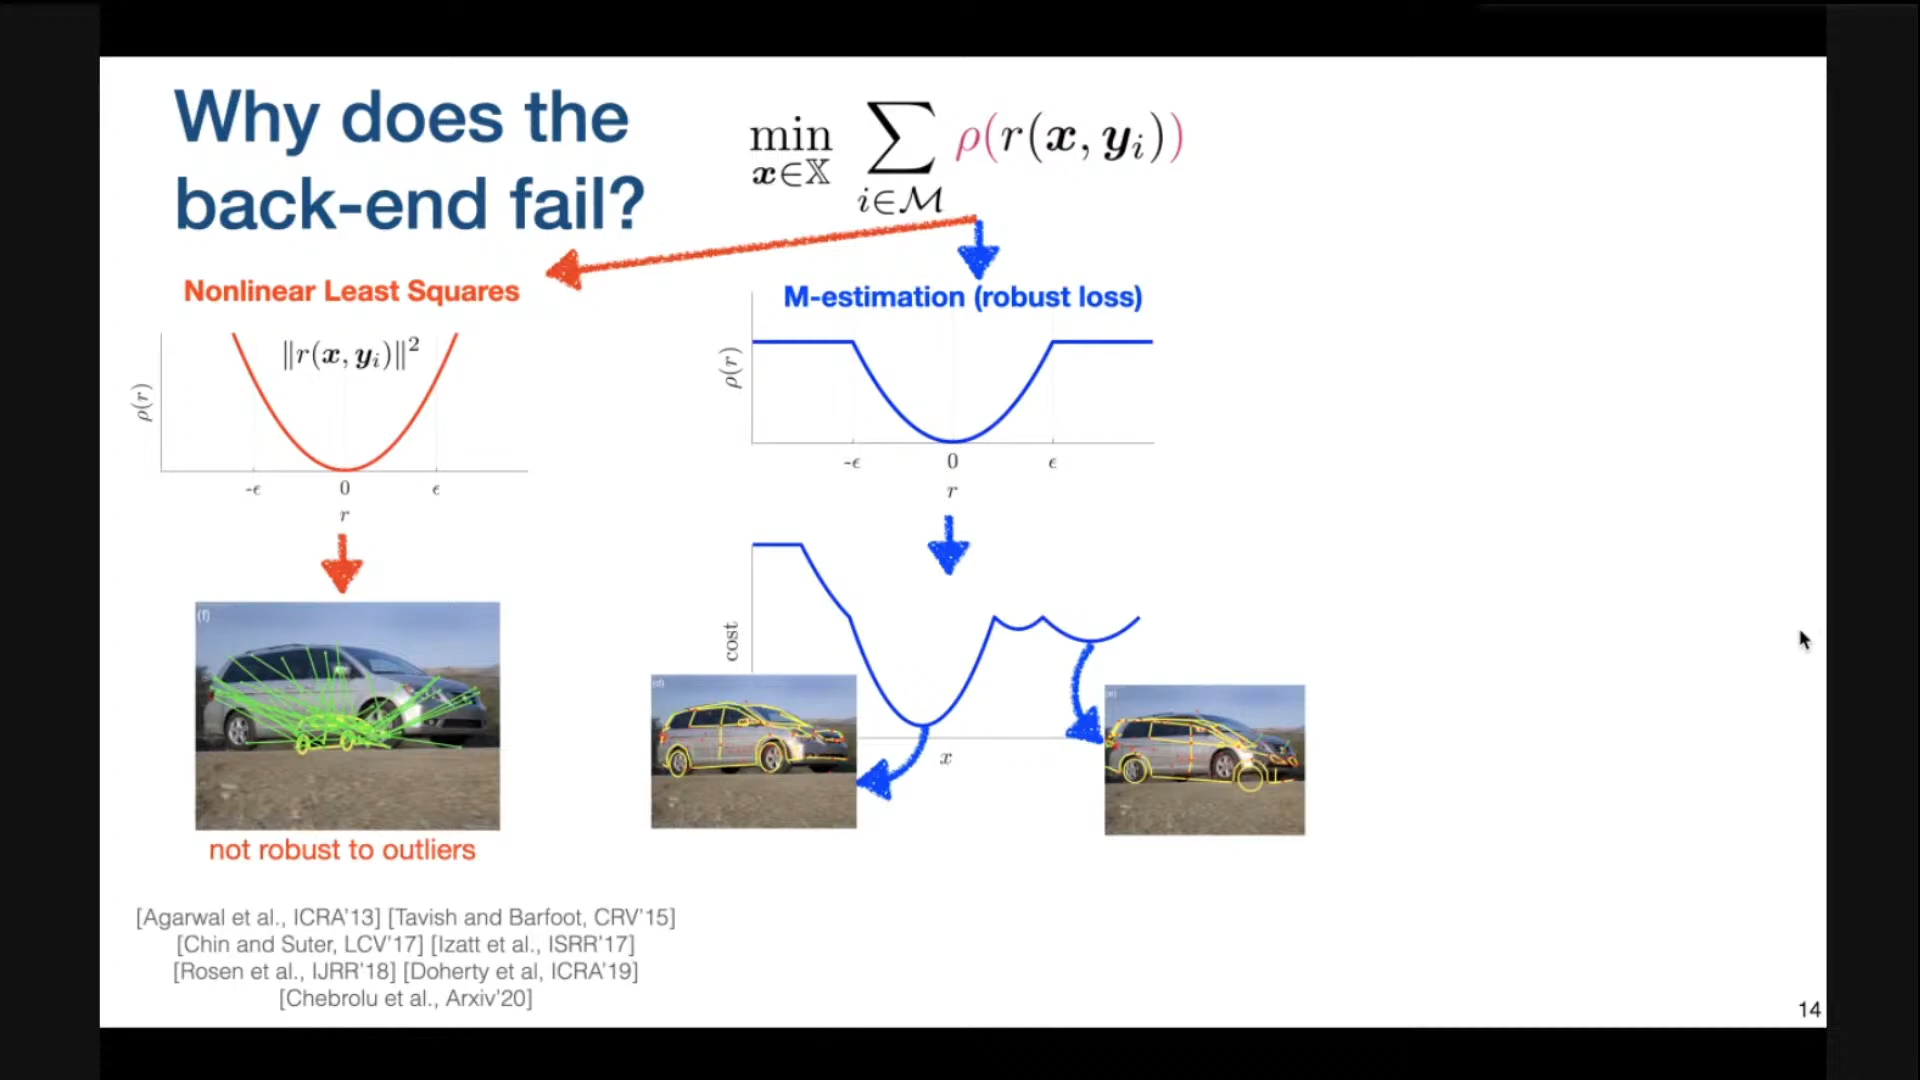 Why does the
back-end fail?
min x∈𝕏 ∑ i∈ℳ ρ(r(x, y_i))
Nonlinear Least Squares
‖r(x, y_i)‖²
ρ(r)
-ϵ 0 ϵ
r
(f)
not robust to outliers
M-estimation (robust loss)
ρ(r)
-ϵ 0 ϵ
r
cost
x
(d)
(e)
[Agarwal et al., ICRA'13] [Tavish and Barfoot, CRV'15]
[Chin and Suter, LCV'17] [Izatt et al., ISRR'17]
[Rosen et al., IJRR'18] [Doherty et al, ICRA'19]
[Chebrolu et al., Arxiv'20]
14